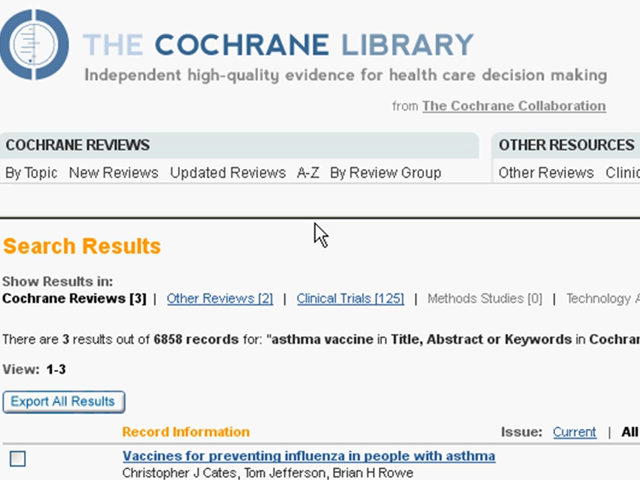 THE COCHRANE LIBRARY
Independent high-quality evidence for health care decision making
from The Cochrane Collaboration
COCHRANE REVIEWS
OTHER RESOURCES
By Topic New Reviews Updated Reviews A-Z By Review Group
Other Reviews Clinic
Search Results
Show Results in:
Cochrane Reviews [3] | Other Reviews [2] | Clinical Trials [125] | Methods Studies [0] | Technology A
There are 3 results out of 6858 records for: "asthma vaccine in Title, Abstract or Keywords in Cochrar
View: 1-3
Export All Results
Record Information
Issue: Current | All
Vaccines for preventing influenza in people with asthma
Christopher J Cates, Tom Jefferson, Brian H Rowe